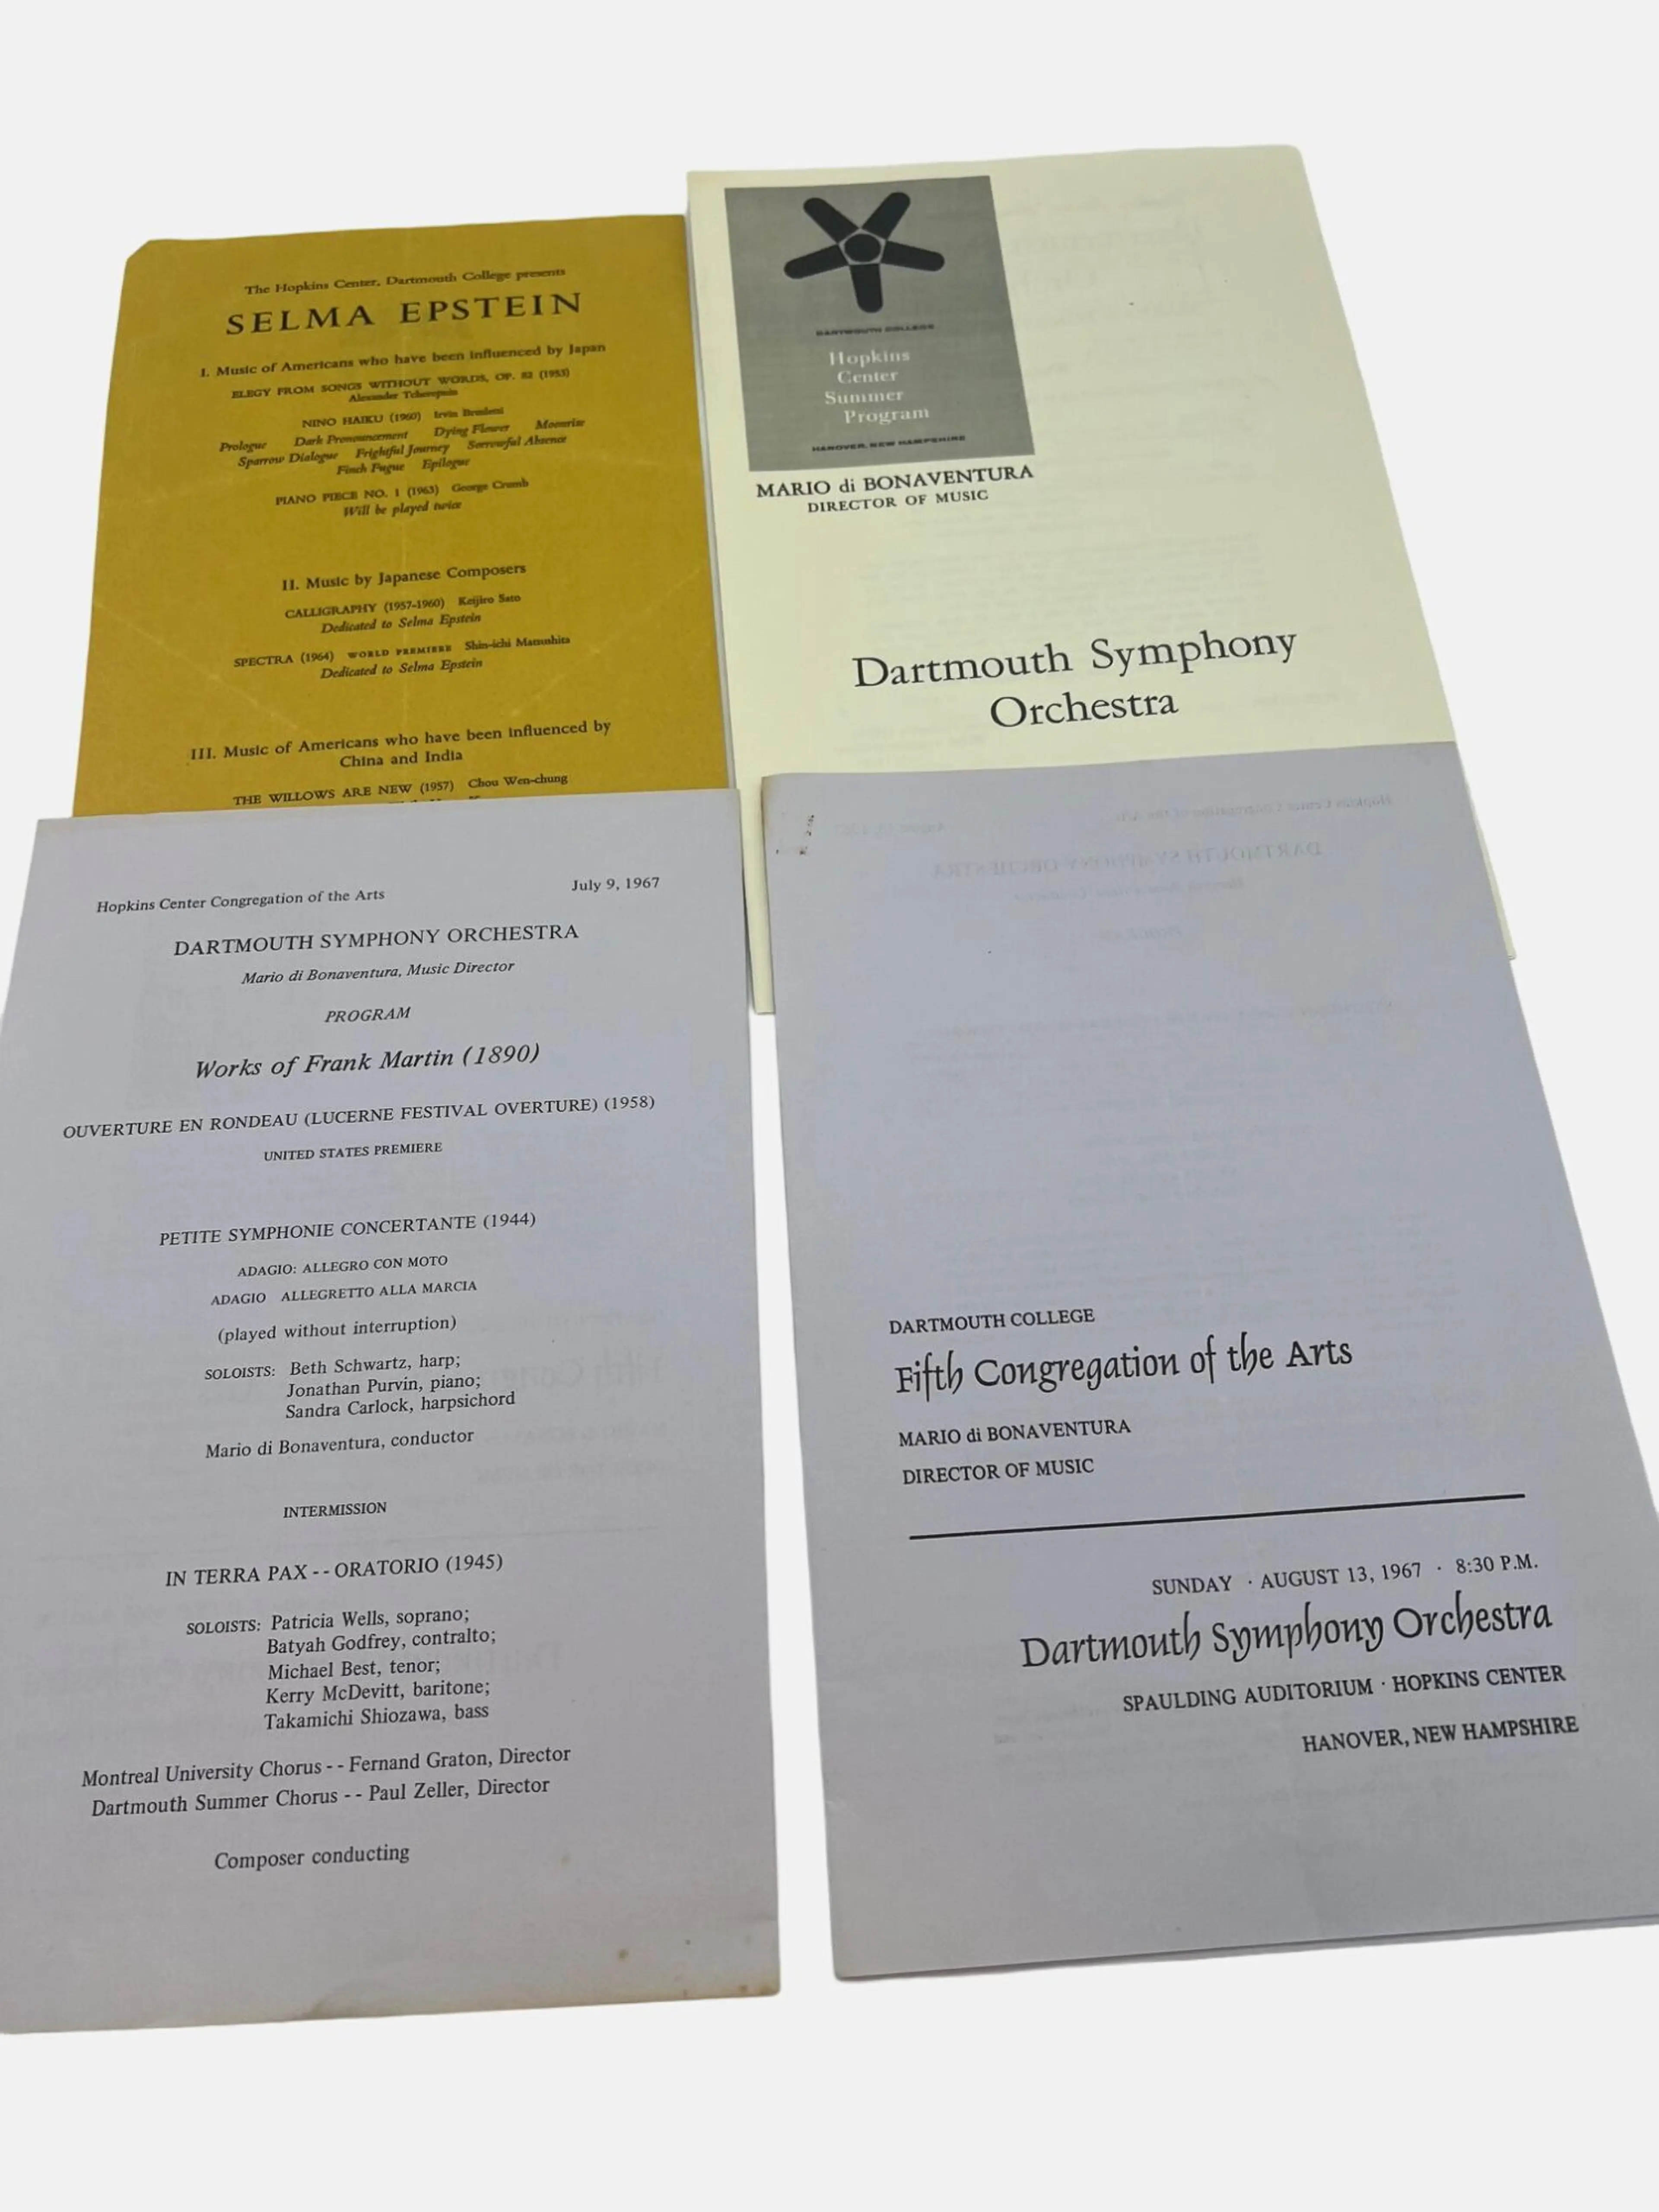 The Hopkins Center, Dartmouth College presents
SELMA EPSTEIN
I. Music of Americans who have been influenced by Japan
ELEGY FROM SONGS WITHOUT WORDS, OP. 82 (1953)
Alexander Tcherepnin
NINO HAIKU (1960) Irvin
Prologue Dark Pronouncement Dying Flower Moonrise
Sparrow Dialogue Frightful Journey Sorrowful Absence
Finch Fugue Epilogue
PIANO PIECE NO. 1 (1963) George Crumb
Will be played twice
II. Music by Japanese Composers
CALLIGRAPHY (1957-1960) Keijiro Sato
Dedicated to Selma Epstein
SPECTRA (1964) WORLD PREMIERE Shin-ichi Matsushita
Dedicated to Selma Epstein
III. Music of Americans who have been influenced by
China and India
THE WILLOWS ARE NEW (1957) Chou Wen-chung
DARTMOUTH COLLEGE
Hopkins
Center
Summer
Program
HANOVER, NEW HAMPSHIRE
MARIO di BONAVENTURA
DIRECTOR OF MUSIC
Dartmouth Symphony
Orchestra
Hopkins Center Congregation of the Arts July 9, 1967
DARTMOUTH SYMPHONY ORCHESTRA
Mario di Bonaventura, Music Director
PROGRAM
Works of Frank Martin (1890)
OUVERTURE EN RONDEAU (LUCERNE FESTIVAL OVERTURE) (1958)
UNITED STATES PREMIERE
PETITE SYMPHONIE CONCERTANTE (1944)
ADAGIO: ALLEGRO CON MOTO
ADAGIO ALLEGRETTO ALLA MARCIA
(played without interruption)
SOLOISTS: Beth Schwartz, harp;
Jonathan Purvin, piano;
Sandra Carlock, harpsichord
Mario di Bonaventura, conductor
INTERMISSION
IN TERRA PAX -- ORATORIO (1945)
SOLOISTS: Patricia Wells, soprano;
Batyah Godfrey, contralto;
Michael Best, tenor;
Kerry McDevitt, baritone;
Takamichi Shiozawa, bass
Montreal University Chorus -- Fernand Graton, Director
Dartmouth Summer Chorus -- Paul Zeller, Director
Composer conducting
DARTMOUTH COLLEGE
Fifth Congregation of the Arts
MARIO di BONAVENTURA
DIRECTOR OF MUSIC
SUNDAY · AUGUST 13, 1967 · 8:30 P.M.
Dartmouth Symphony Orchestra
SPAULDING AUDITORIUM · HOPKINS CENTER
HANOVER, NEW HAMPSHIRE